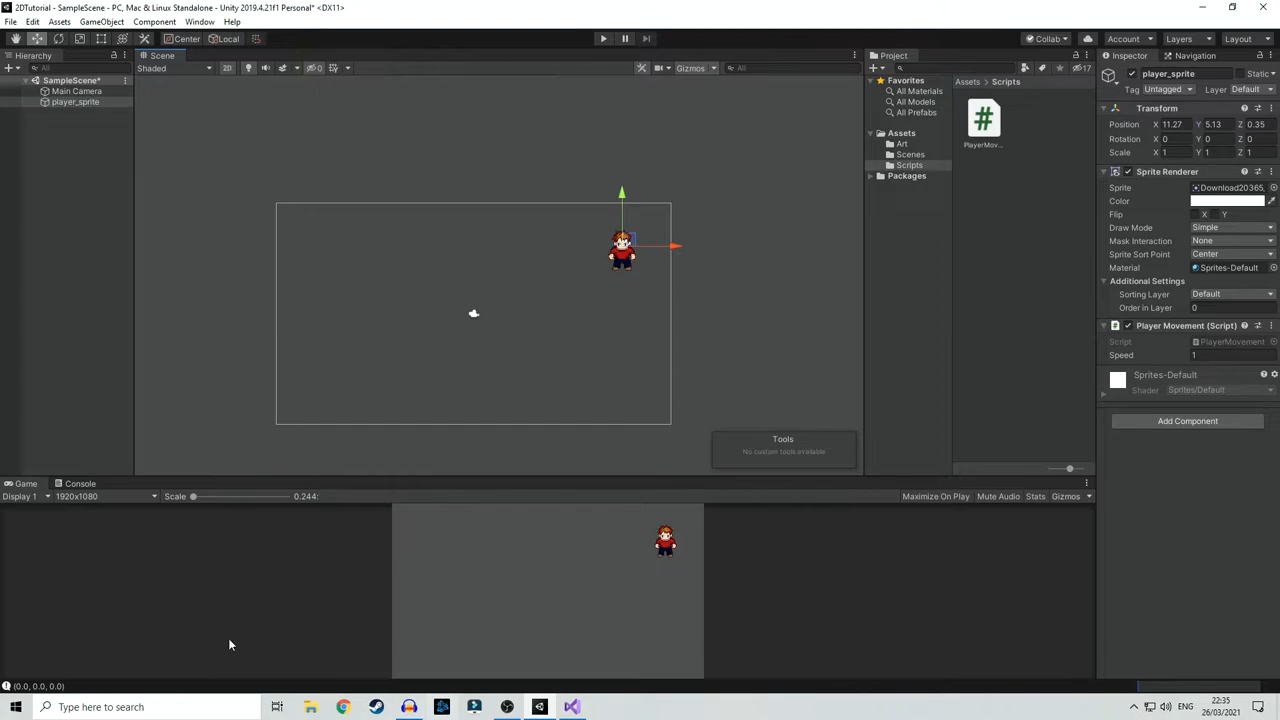 2DTutorial - SampleScene - PC, Mac & Linux Standalone - Unity 2019.4.21f1 Personal* <DX11>
File Edit Assets GameObject Component Window Help
Center Local Collab Account Layers Layout
Hierarchy Scene Project Inspector Navigation
All Shaded 2D 0 Gizmos All 17
SampleScene*
Main Camera
player_sprite
Favorites
All Materials
All Models
All Prefabs
Assets
Art
Scenes
Scripts
Packages
Assets Scripts
#
PlayerMov...
player_sprite Static
Tag Untagged Layer Default
Transform
Position X 11.27 Y 5.13 Z 0.35
Rotation X 0 Y 0 Z 0
Scale X 1 Y 1 Z 1
Sprite Renderer
Sprite Download20365
Color
Flip X Y
Draw Mode Simple
Mask Interaction None
Sprite Sort Point Center
Material Sprites-Default
Additional Settings
Sorting Layer Default
Order in Layer 0
# Player Movement (Script)
Script PlayerMovement
Speed 1
Sprites-Default
Shader Sprites/Default
Add Component
Tools
No custom tools available
Game Console
Display 1 1920x1080 Scale 0.244: Maximize On Play Mute Audio Stats Gizmos
(0.0, 0.0, 0.0)
Type here to search
ENG
22:35
26/03/2021